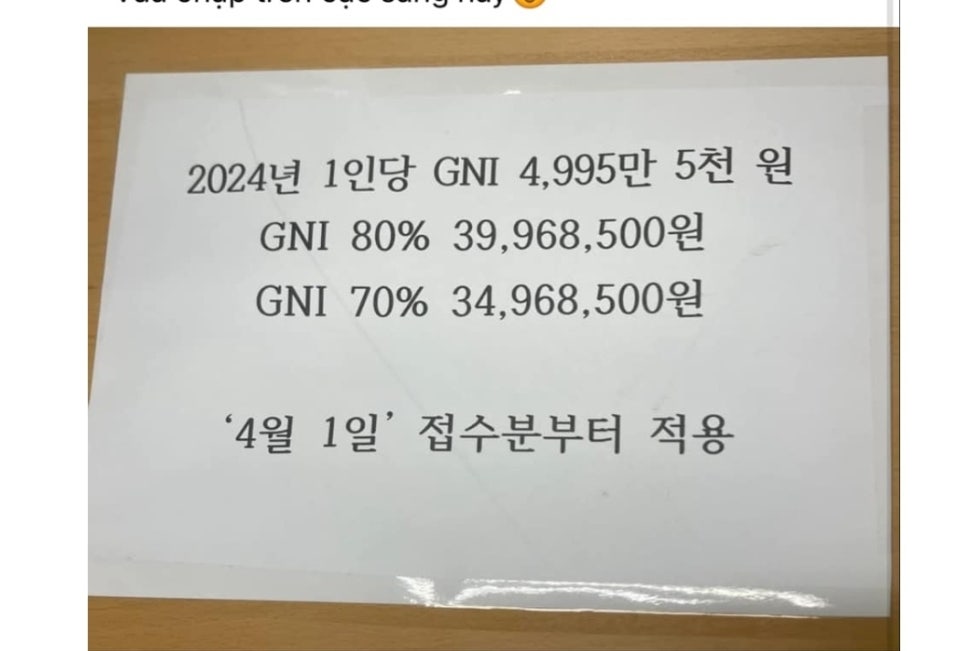 2024년 1인당 GNI 4,995만 5천 원
GNI 80% 39,968,500원
GNI 70% 34,968,500원
‘4월 1일’ 접수분부터 적용